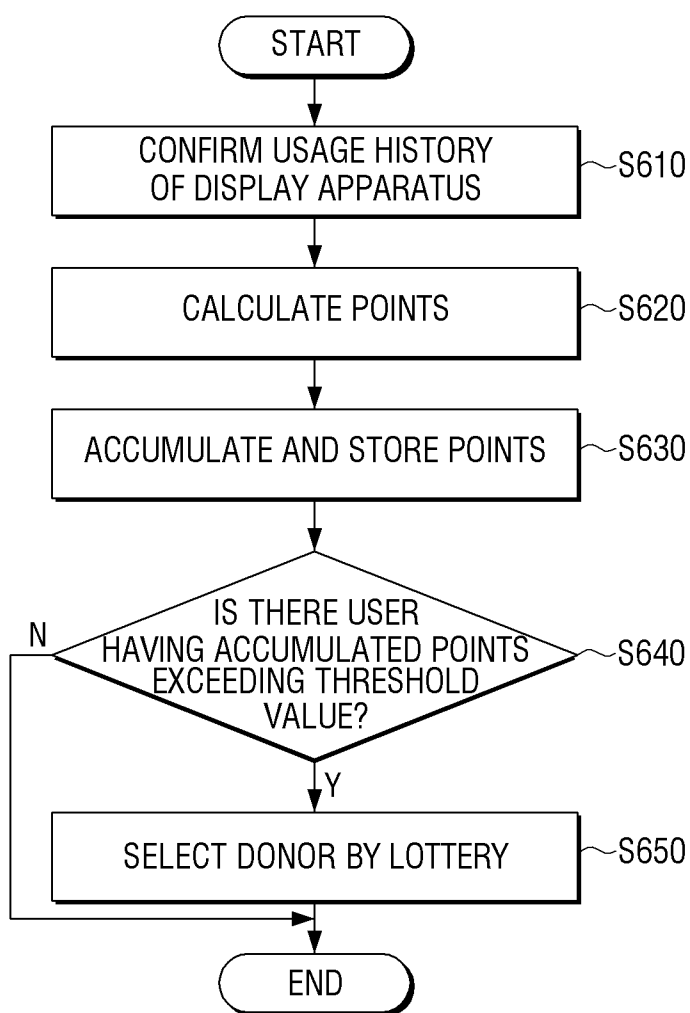 START
CONFIRM USAGE HISTORY
OF DISPLAY APPARATUS
S610
CALCULATE POINTS
S620
ACCUMULATE AND STORE POINTS
S630
IS THERE USER
HAVING ACCUMULATED POINTS
EXCEEDING THRESHOLD
VALUE?
S640
N
Y
SELECT DONOR BY LOTTERY
S650
END